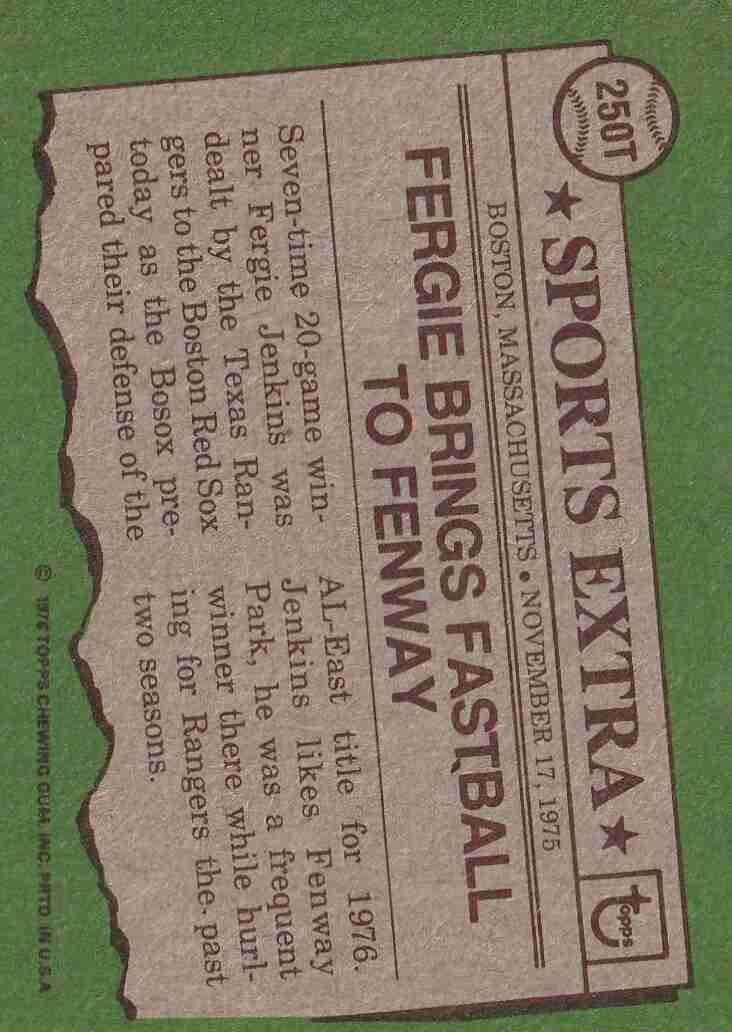 250T
★ SPORTS EXTRA ★
topps
BOSTON, MASSACHUSETTS • NOVEMBER 17, 1975
FERGIE BRINGS FASTBALL
TO FENWAY
Seven-time 20-game win-
ner Fergie Jenkins was
dealt by the Texas Ran-
gers to the Boston Red Sox
today as the Bosox pre-
pared their defense of the
AL-East title for 1976.
Jenkins likes Fenway
Park, he was a frequent
winner there while hurl-
ing for Rangers the past
two seasons.
© 1976 TOPPS CHEWING GUM, INC. PRTD. IN U.S.A.